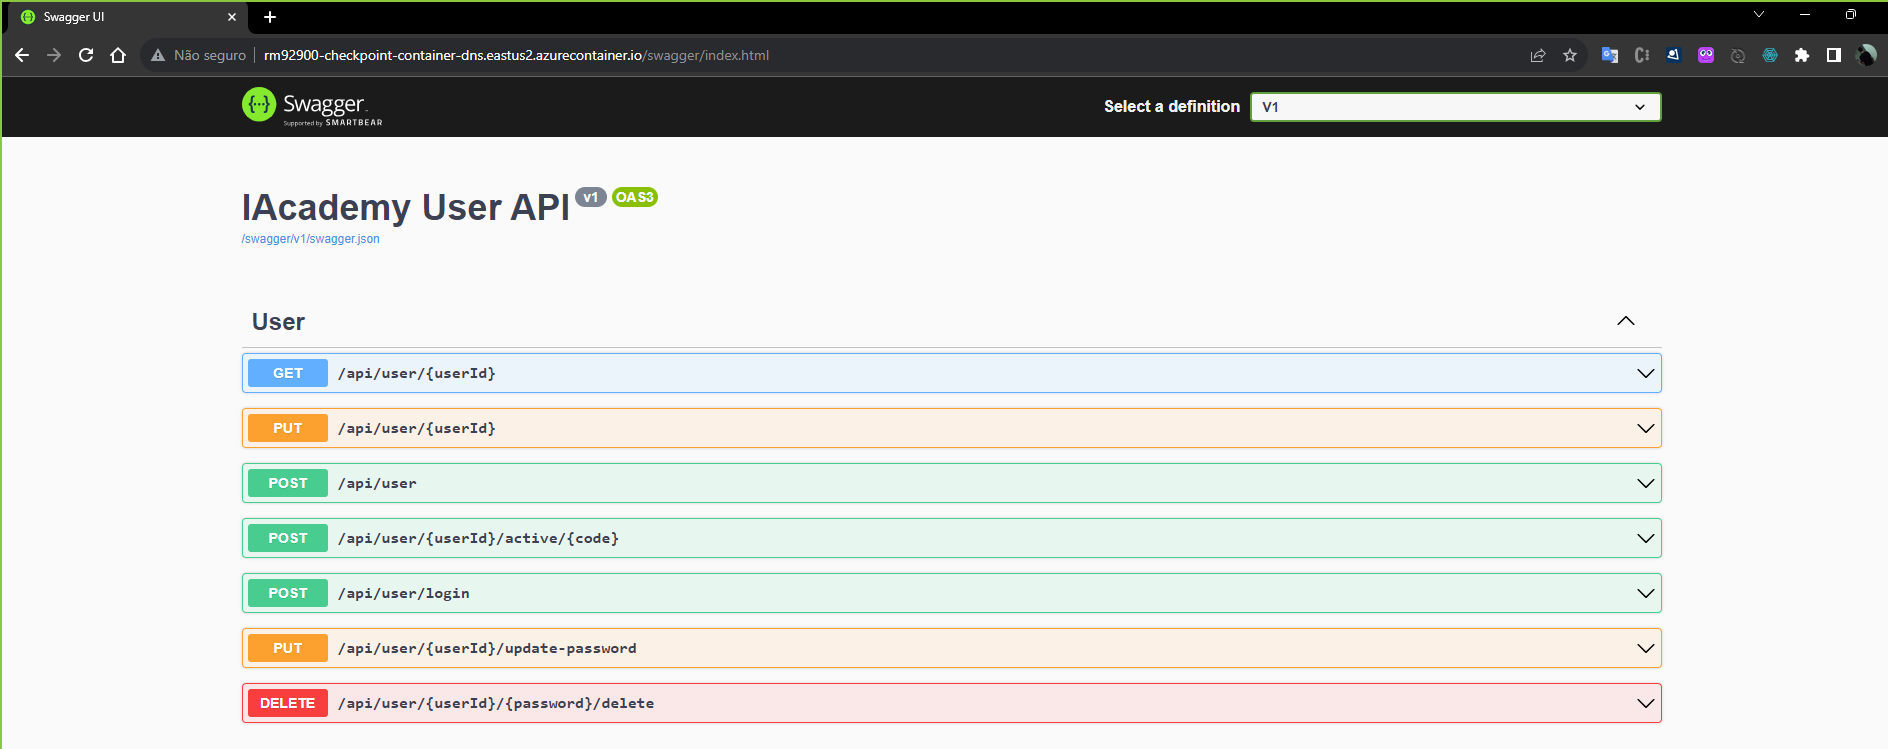 Swagger UI
Não seguro rm92900-checkpoint-container-dns.eastus2.azurecontainer.io/swagger/index.html
Swagger
Supported by SMARTBEAR
Select a definition V1
IAcademy User API v1 OAS3
/swagger/v1/swagger.json
User
GET /api/user/{userId}
PUT /api/user/{userId}
POST /api/user
POST /api/user/{userId}/active/{code}
POST /api/user/login
PUT /api/user/{userId}/update-password
DELETE /api/user/{userId}/{password}/delete